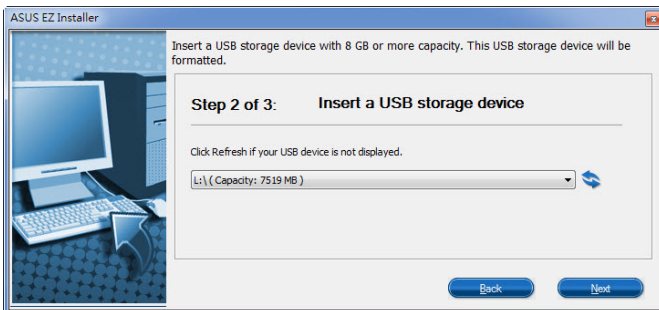 ASUS EZ Installer
Insert a USB storage device with 8 GB or more capacity. This USB storage device will be
formatted.
Step 2 of 3: Insert a USB storage device
Click Refresh if your USB device is not displayed.
L:\ ( Capacity: 7519 MB )
Back Next